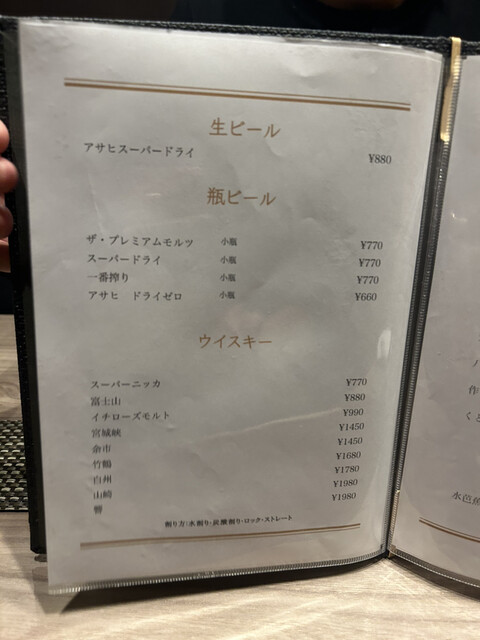 生ビール
アサヒスーパードライ ¥880
瓶ビール
ザ・プレミアムモルツ 小瓶 ¥770
スーパードライ 小瓶 ¥770
一番搾り 小瓶 ¥770
アサヒ ドライゼロ 小瓶 ¥660
ウイスキー
スーパーニッカ ¥770
富士山 ¥880
イチローズモルト ¥990
宮城峡 ¥1450
余市 ¥1450
竹鶴 ¥1680
白州 ¥1780
山崎 ¥1980
響 ¥1980
割り方:水割り・炭酸割り・ロック・ストレート
作
くさ